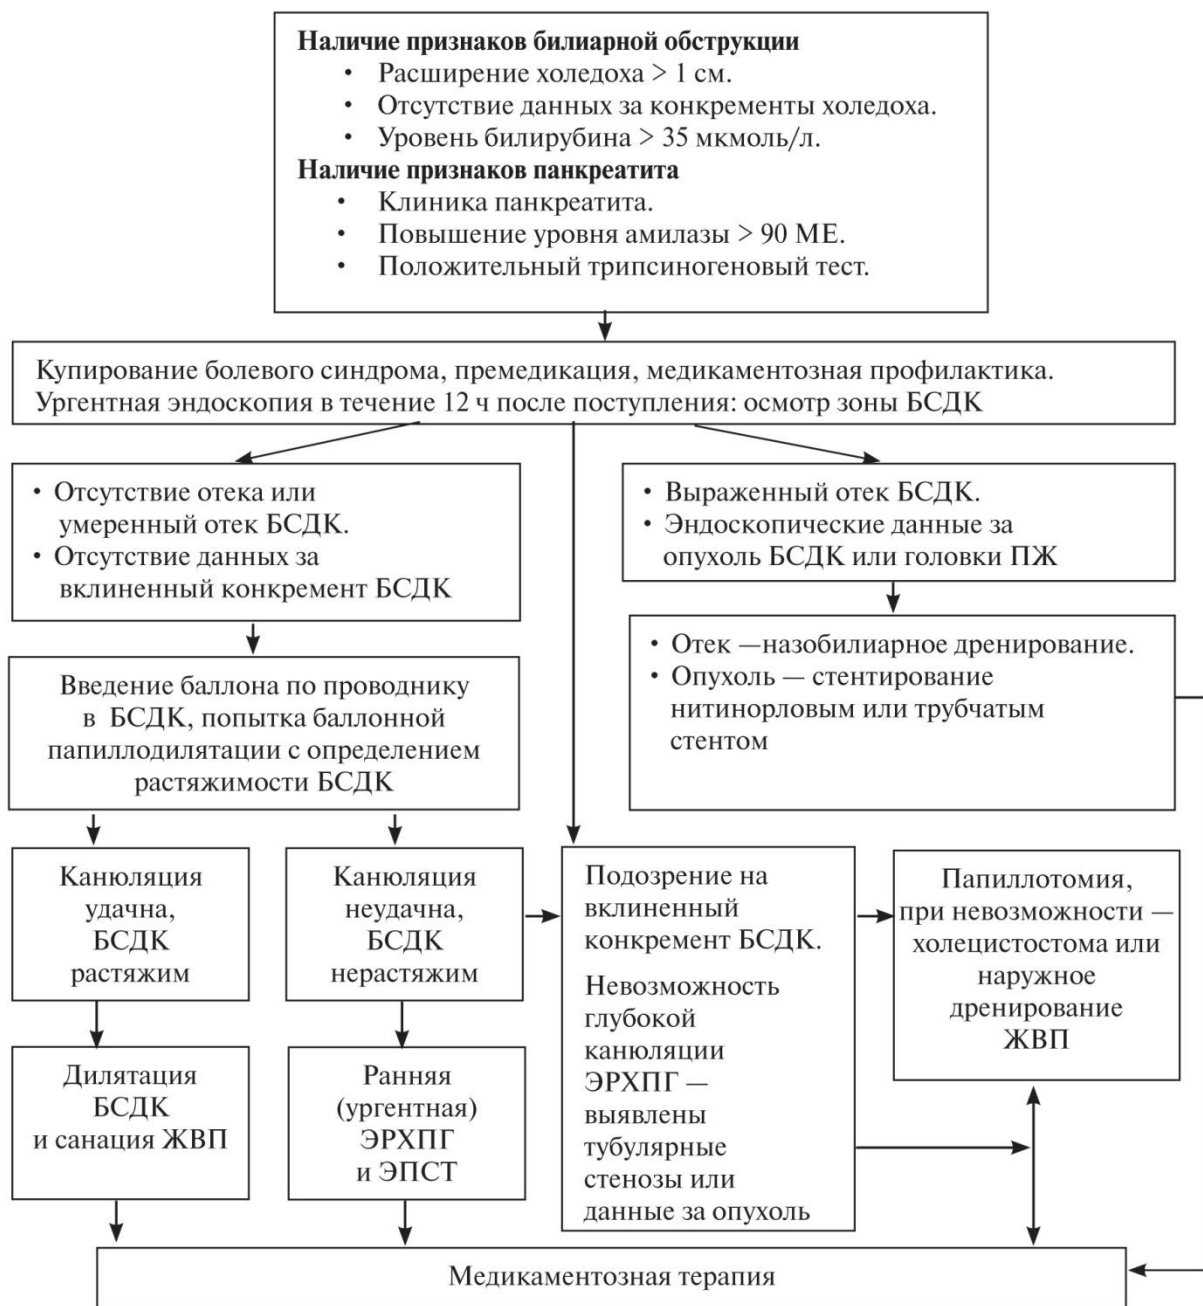 Наличие признаков билиарной обструкции
• Расширение холедоха > 1 см.
• Отсутствие данных за конкременты холедоха.
• Уровень билирубина > 35 мкмоль/л.
Наличие признаков панкреатита
• Клиника панкреатита.
• Повышение уровня амилазы > 90 МЕ.
• Положительный трипсиногеновый тест.
Купирование болевого синдрома, премедикация, медикаментозная профилактика.
Ургентная эндоскопия в течение 12 ч после поступления: осмотр зоны БСДК
• Отсутствие отека или
умеренный отек БСДК.
• Отсутствие данных за
вклиненный конкремент БСДК
• Выраженный отек БСДК.
• Эндоскопические данные за
опухоль БСДК или головки ПЖ
• Отек —назобилиарное дренирование.
• Опухоль — стентирование
нитинорловым или трубчатым
стентом
Введение баллона по проводнику
в БСДК, попытка баллонной
папиллодилятации с определением
растяжимости БСДК
Канюляция
удачна,
БСДК
растяжим
Канюляция
неудачна,
БСДК
нерастяжим
Подозрение на
вклиненный
конкремент БСДК.
Невозможность
глубокой
канюляции
ЭРХПГ —
выявлены
тубулярные
стенозы или
данные за опухоль
Папиллотомия,
при невозможности —
холецистостома или
наружное
дренирование
ЖВП
Дилятация
БСДК
и санация ЖВП
Ранняя
(ургентная)
ЭРХПГ
и ЭПСТ
Медикаментозная терапия